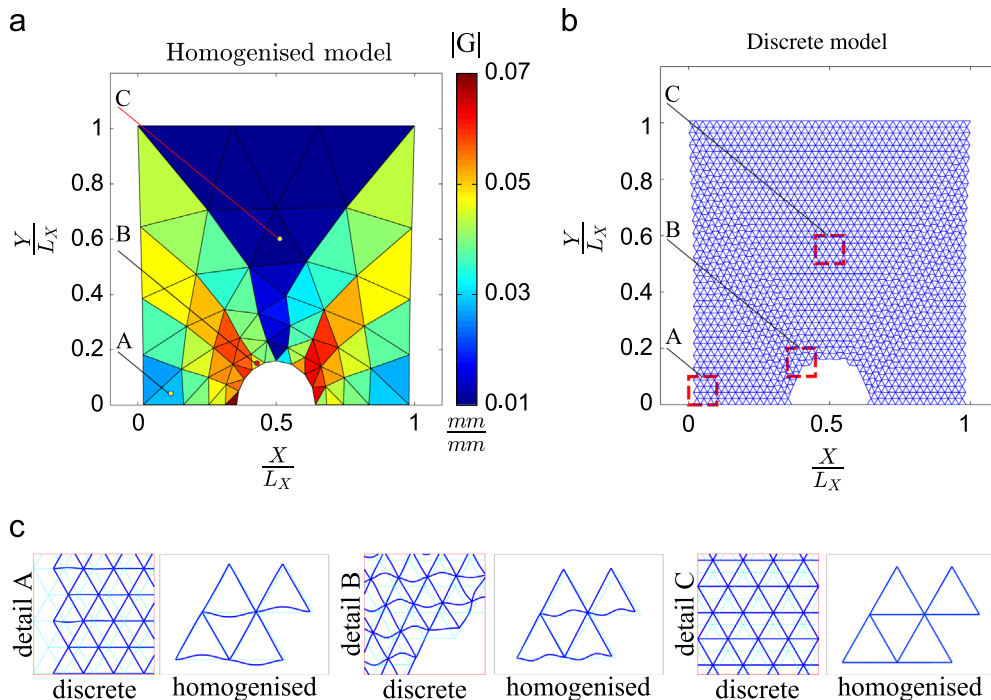 a
Homogenised model
|G|
0.07
0.05
0.03
0.01
mm
mm
C
B
A
1
0.8
0.6
0.4
0.2
0
Y
L_X
0
0.5
1
X
L_X
b
Discrete model
C
B
A
1
0.8
0.6
0.4
0.2
0
Y
L_X
0
0.5
1
X
L_X
c
detail A
discrete
homogenised
detail B
discrete
homogenised
detail C
discrete
homogenised